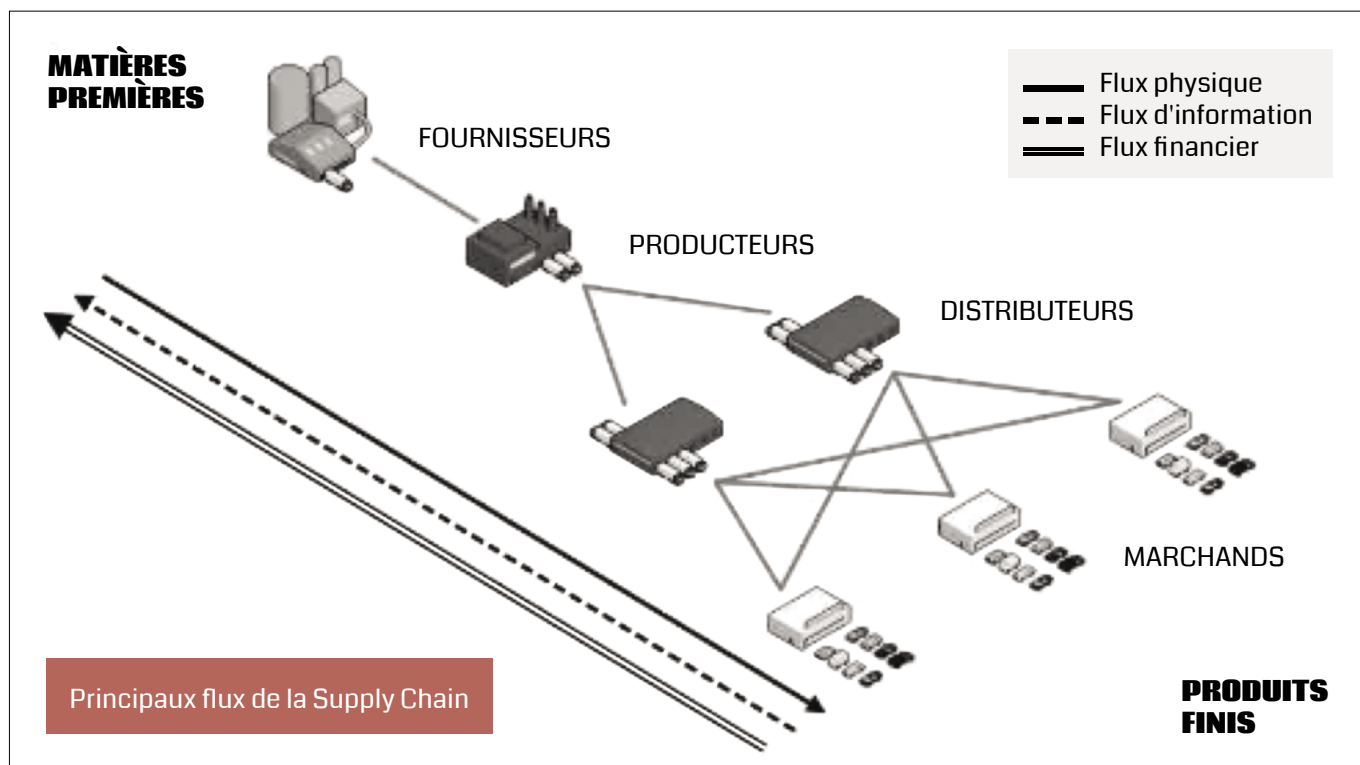 MATIÈRES
PREMIÈRES
FOURNISSEURS
Flux physique
Flux d'information
Flux financier
PRODUCTEURS
DISTRIBUTEURS
MARCHANDS
Principaux flux de la Supply Chain
PRODUITS
FINIS